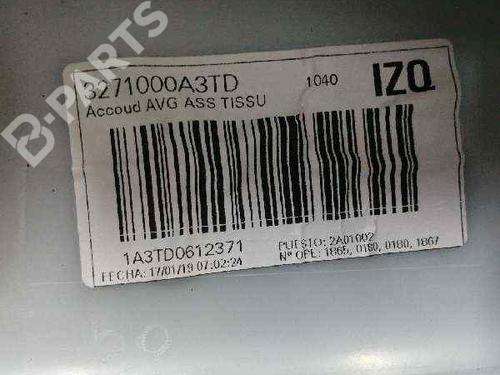 3271000A3TD 1040 IZQ
Accoud AVG ASS TISSU
1A3TD0612371
PUESTO: 2A01002
FECHA: 17/01/19 07:02:24
Nº OPE: 1865, 0180, 0180, 1867
B-PARTS